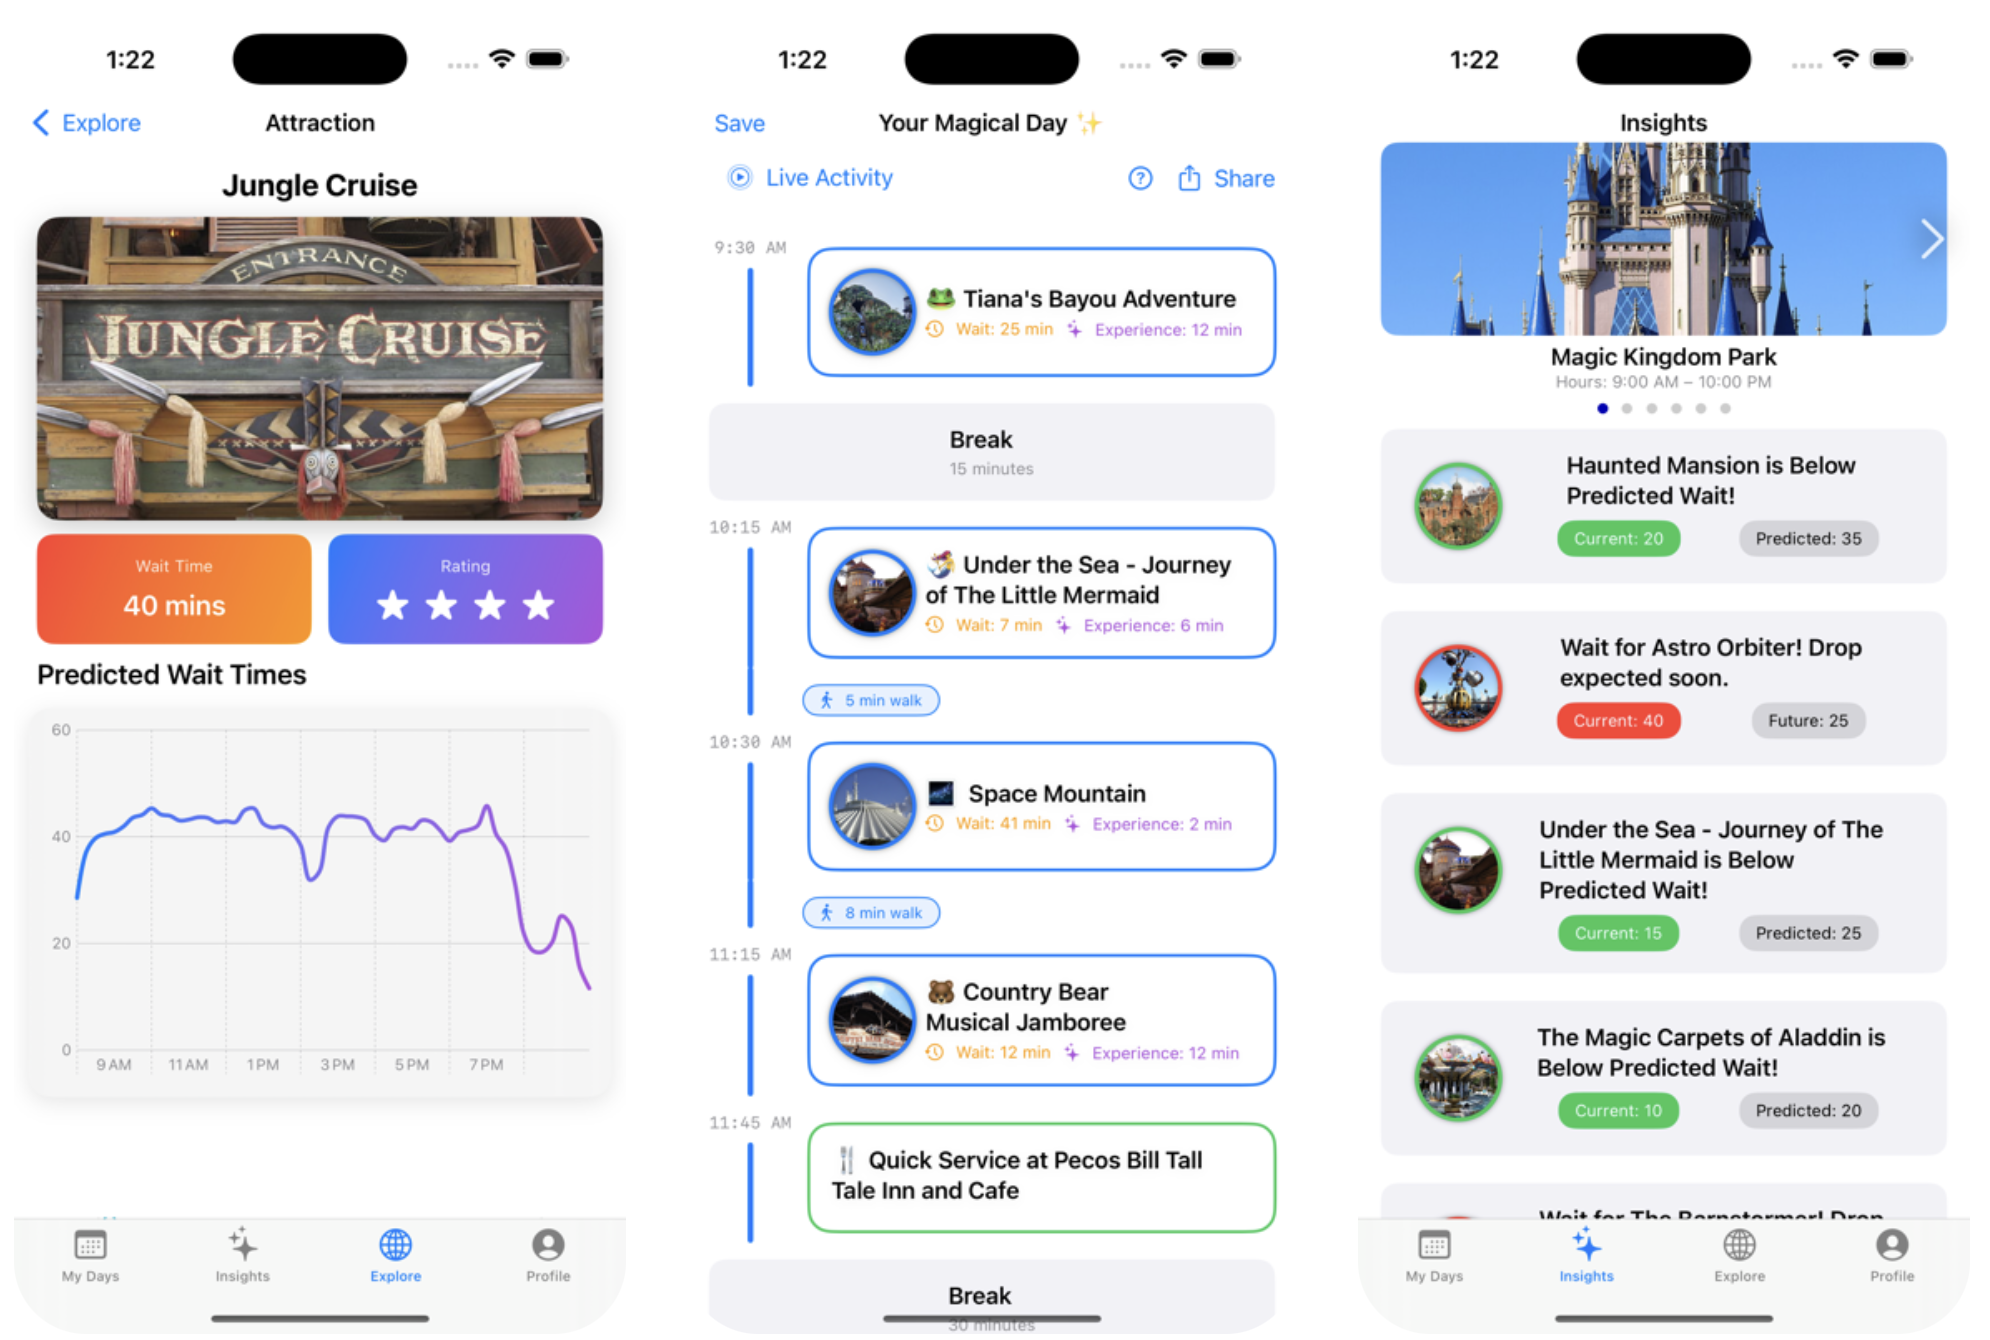 1:22
Explore
Attraction
Jungle Cruise
ENTRANCE
JUNGLE CRUISE
Wait Time
40 mins
Rating
Predicted Wait Times
60
40
20
0
9 AM
11 AM
1 PM
3 PM
5 PM
7 PM
My Days
Insights
Explore
Profile
1:22
Save
Your Magical Day ✨
Live Activity
? Share
9:30 AM
🐸 Tiana's Bayou Adventure
Wait: 25 min Experience: 12 min
Break
15 minutes
10:15 AM
🧜‍♀️ Under the Sea - Journey
of The Little Mermaid
Wait: 7 min Experience: 6 min
5 min walk
10:30 AM
🌌 Space Mountain
Wait: 41 min Experience: 2 min
8 min walk
11:15 AM
🐻 Country Bear
Musical Jamboree
Wait: 12 min Experience: 12 min
11:45 AM
🍴 Quick Service at Pecos Bill Tall
Tale Inn and Cafe
Break
30 minutes
1:22
Insights
Magic Kingdom Park
Hours: 9:00 AM – 10:00 PM
Haunted Mansion is Below
Predicted Wait!
Current: 20
Predicted: 35
Wait for Astro Orbiter! Drop
expected soon.
Current: 40
Future: 25
Under the Sea - Journey of The
Little Mermaid is Below
Predicted Wait!
Current: 15
Predicted: 25
The Magic Carpets of Aladdin is
Below Predicted Wait!
Current: 10
Predicted: 20
Wait for The Barnstormer! Drop
My Days
Insights
Explore
Profile